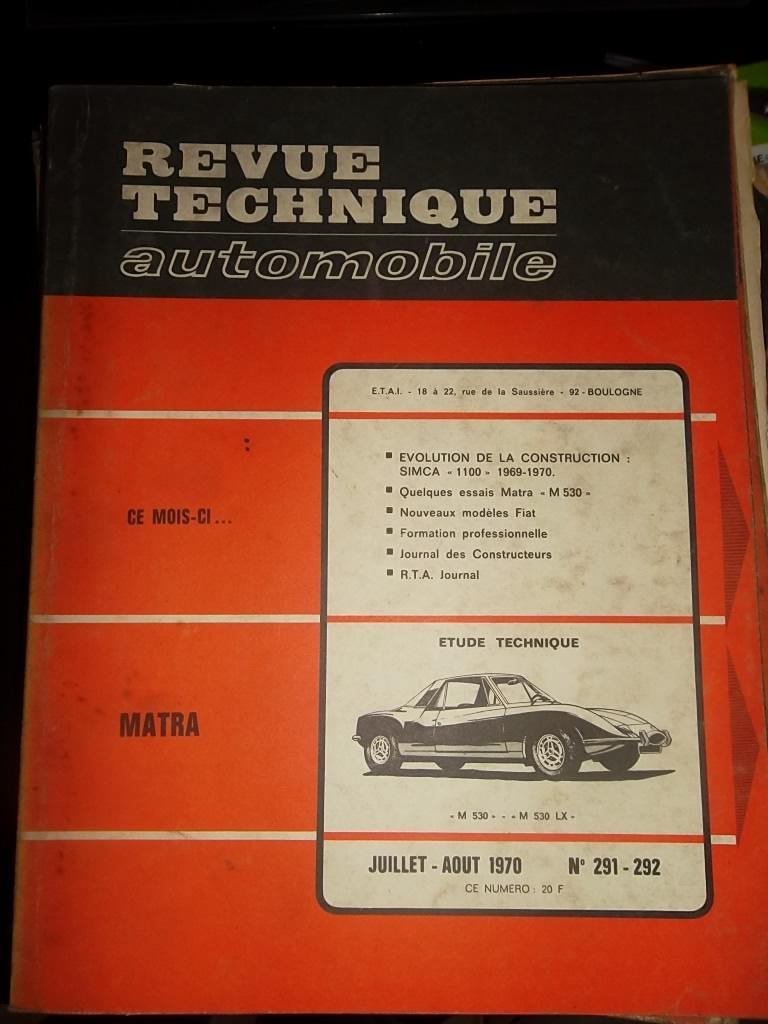 REVUE
TECHNIQUE
automobile
E.T.A.I. - 18 à 22, rue de la Saussière - 92 - BOULOGNE
CE MOIS-CI ...
■ EVOLUTION DE LA CONSTRUCTION :
SIMCA « 1100 » 1969-1970.
■ Quelques essais Matra « M 530 »
■ Nouveaux modèles Fiat
■ Formation professionnelle
■ Journal des Constructeurs
■ R.T.A. Journal
MATRA
ETUDE TECHNIQUE
« M 530 » - « M 530 LX »
JUILLET - AOUT 1970 N° 291 - 292
CE NUMERO : 20 F